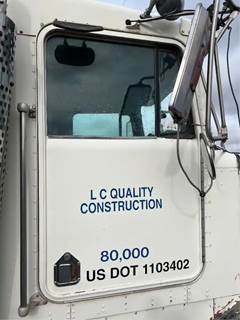 L C QUALITY
CONSTRUCTION
80,000
US DOT 1103402